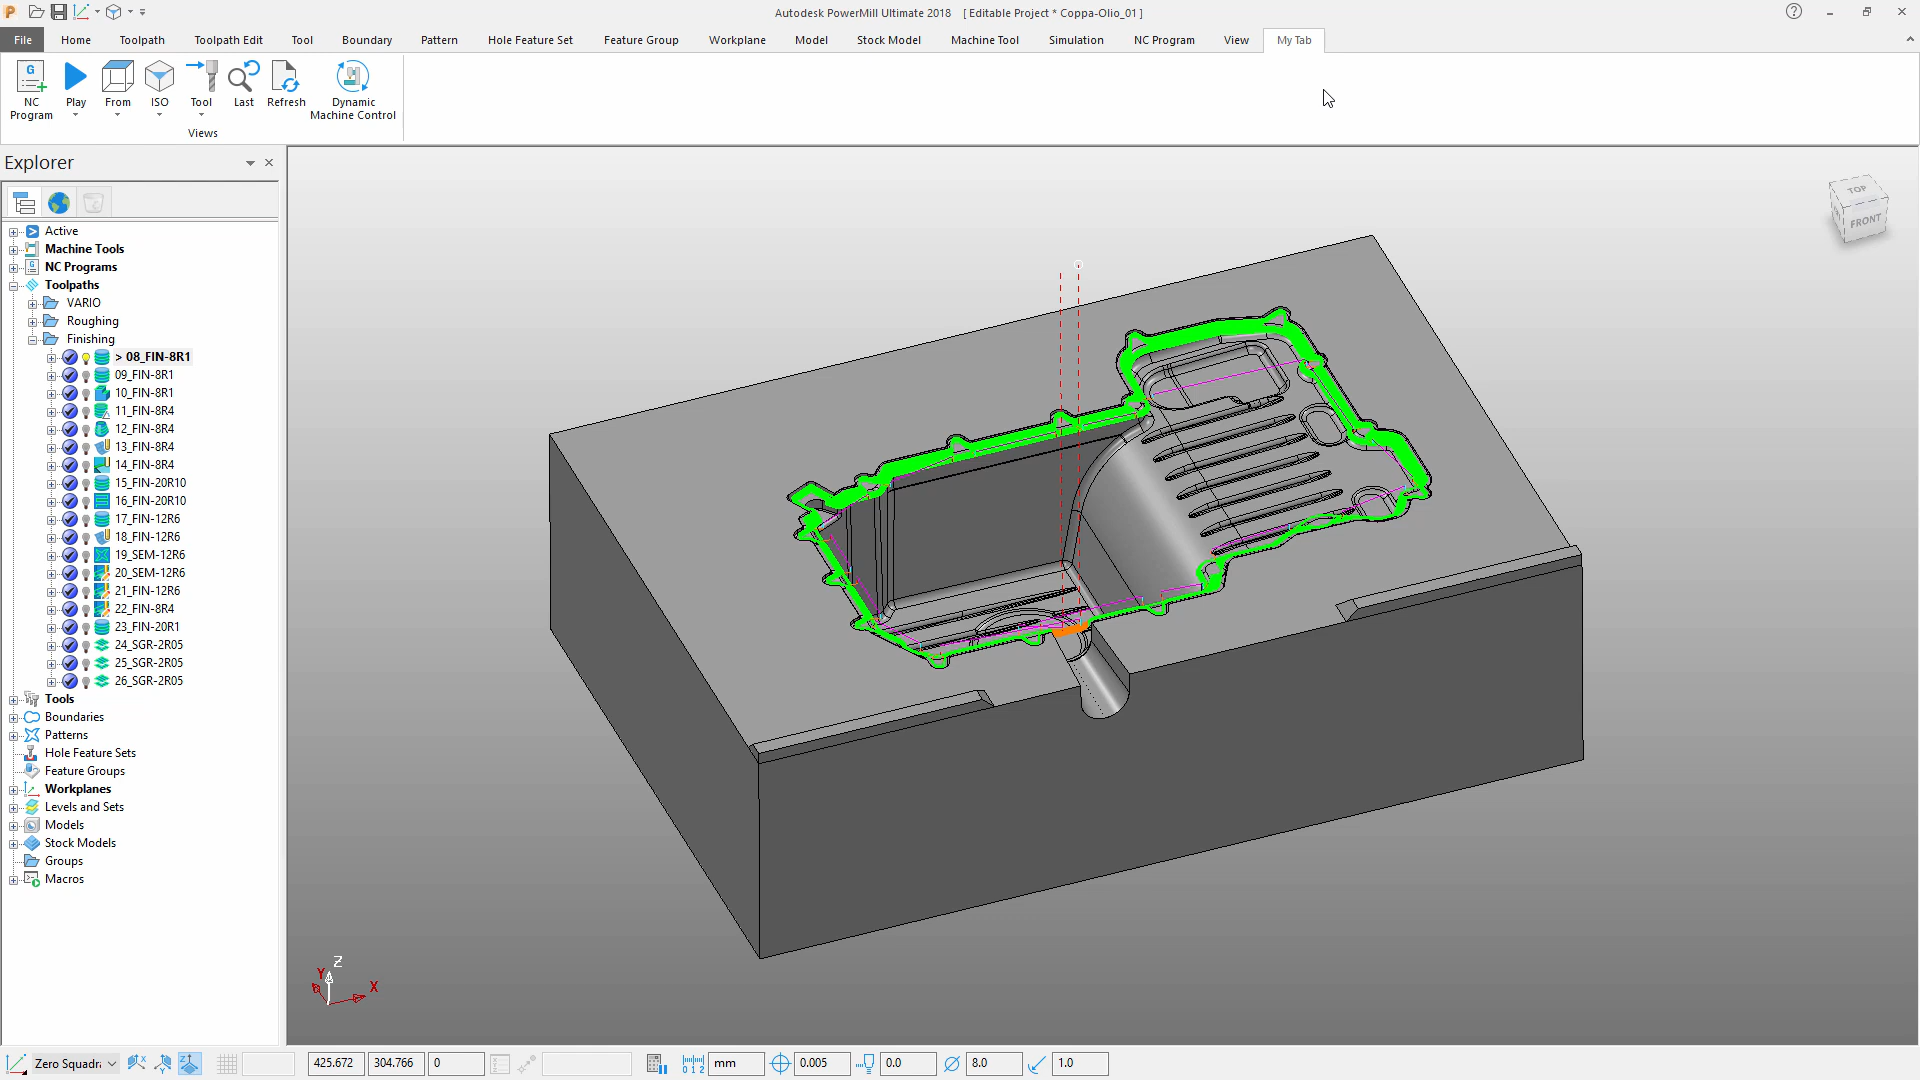 Autodesk PowerMill Ultimate 2018 [ Editable Project * Coppa-Olio_01 ]
File Home Toolpath Toolpath Edit Tool Boundary Pattern Hole Feature Set Feature Group Workplane Model Stock Model Machine Tool Simulation NC Program View My Tab
NC Program
Play
From
ISO
Tool
Last
Refresh
Dynamic Machine Control
Views
Explorer
Active
Machine Tools
NC Programs
Toolpaths
VARIO
Roughing
Finishing
> 08_FIN-8R1
09_FIN-8R1
10_FIN-8R1
11_FIN-8R4
12_FIN-8R4
13_FIN-8R4
14_FIN-8R4
15_FIN-20R10
16_FIN-20R10
17_FIN-12R6
18_FIN-12R6
19_SEM-12R6
20_SEM-12R6
21_FIN-12R6
22_FIN-8R4
23_FIN-20R1
24_SGR-2R05
25_SGR-2R05
26_SGR-2R05
Tools
Boundaries
Patterns
Hole Feature Sets
Feature Groups
Workplanes
Levels and Sets
Models
Stock Models
Groups
Macros
TOP
FRONT
Z
Y
X
Zero Squadr 425.672 304.766 0 mm 0.005 0.0 8.0 1.0